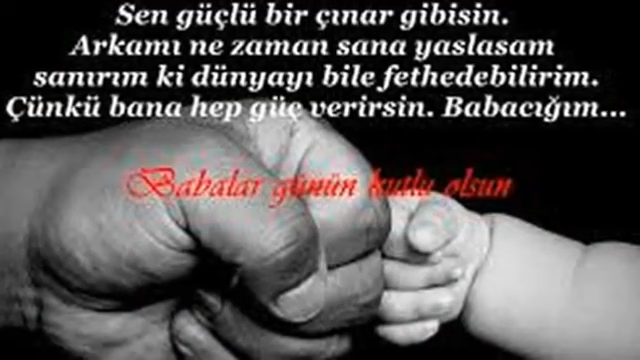 Sen güçlü bir çınar gibisin.
Arkamı ne zaman sana yaslasam
sanırım ki dünyayı bile fethedebilirim.
Çünkü bana hep güç verirsin. Babacığım...
Babalar günün kutlu olsun